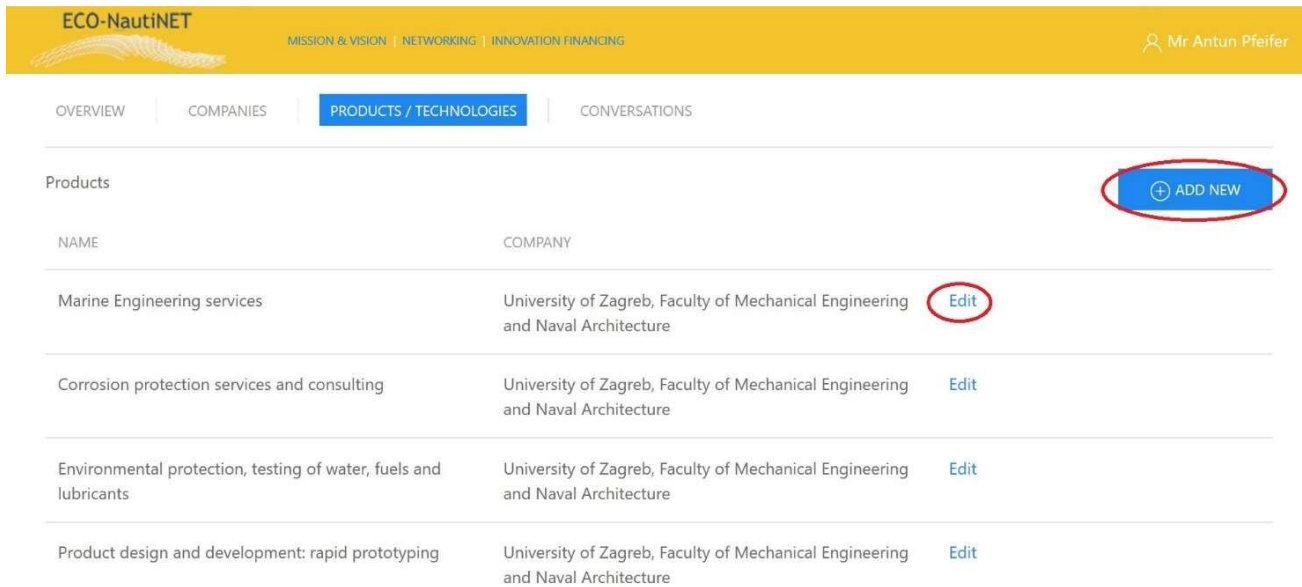 ECO-NautiNET
MISSION & VISION | NETWORKING | INNOVATION FINANCING
Mr Antun Pfeifer
OVERVIEW
COMPANIES
PRODUCTS / TECHNOLOGIES
CONVERSATIONS
Products
ADD NEW
NAME
COMPANY
Marine Engineering services
University of Zagreb, Faculty of Mechanical Engineering
and Naval Architecture
Edit
Corrosion protection services and consulting
University of Zagreb, Faculty of Mechanical Engineering
and Naval Architecture
Edit
Environmental protection, testing of water, fuels and
lubricants
University of Zagreb, Faculty of Mechanical Engineering
and Naval Architecture
Edit
Product design and development: rapid prototyping
University of Zagreb, Faculty of Mechanical Engineering
and Naval Architecture
Edit